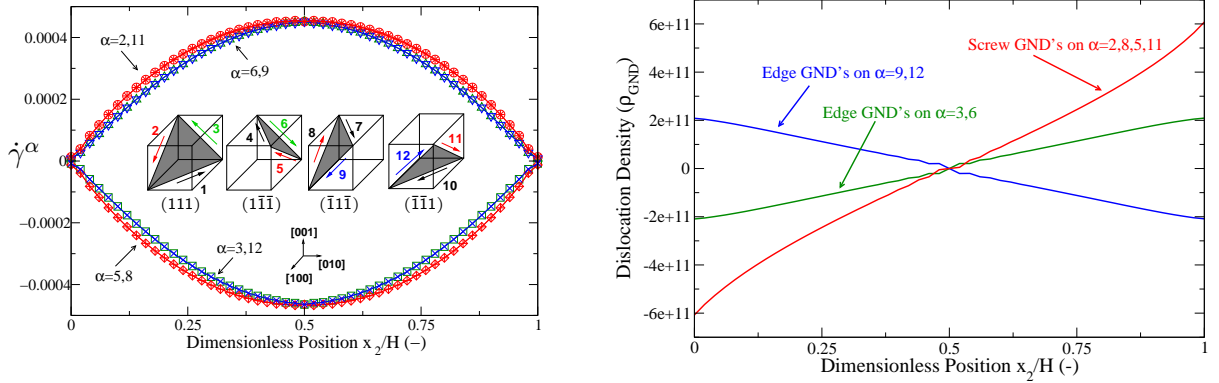 0.0004
0.0002
0
−0.0002
−0.0004
γ̇ α
α=2,11
α=6,9
2
3
1
4
6
5
8
7
9
12
11
10
(111)
(11̄1̄)
(1̄11̄)
(1̄1̄1)
[001]
[010]
[100]
α=5,8
α=3,12
0
0.25
0.5
0.75
1
Dimensionless Position x2/H (-)
6e+11
4e+11
2e+11
0
-2e+11
-4e+11
-6e+11
Dislocation Density (ρGND)
Screw GND's on α=2,8,5,11
Edge GND's on α=9,12
Edge GND's on α=3,6
0
0.25
0.50
0.75
1
Dimensionless Position x2/H (-)